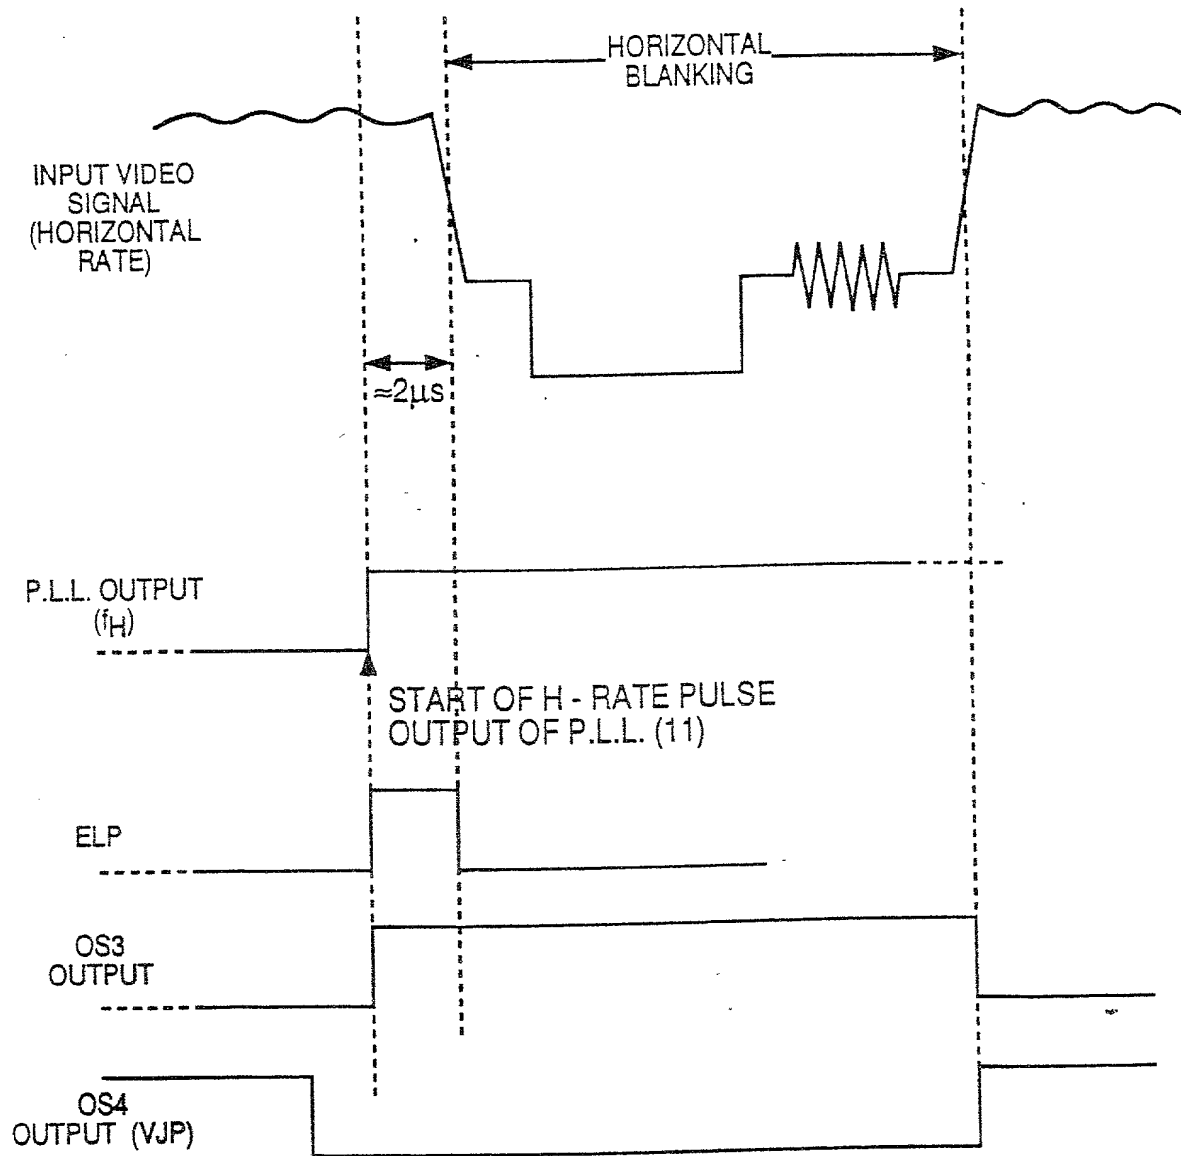 HORIZONTAL
BLANKING
INPUT VIDEO
SIGNAL
(HORIZONTAL
RATE)
≈2µs
P.L.L. OUTPUT
(fH)
START OF H - RATE PULSE
OUTPUT OF P.L.L. (11)
ELP
OS3
OUTPUT
OS4
OUTPUT (VJP)